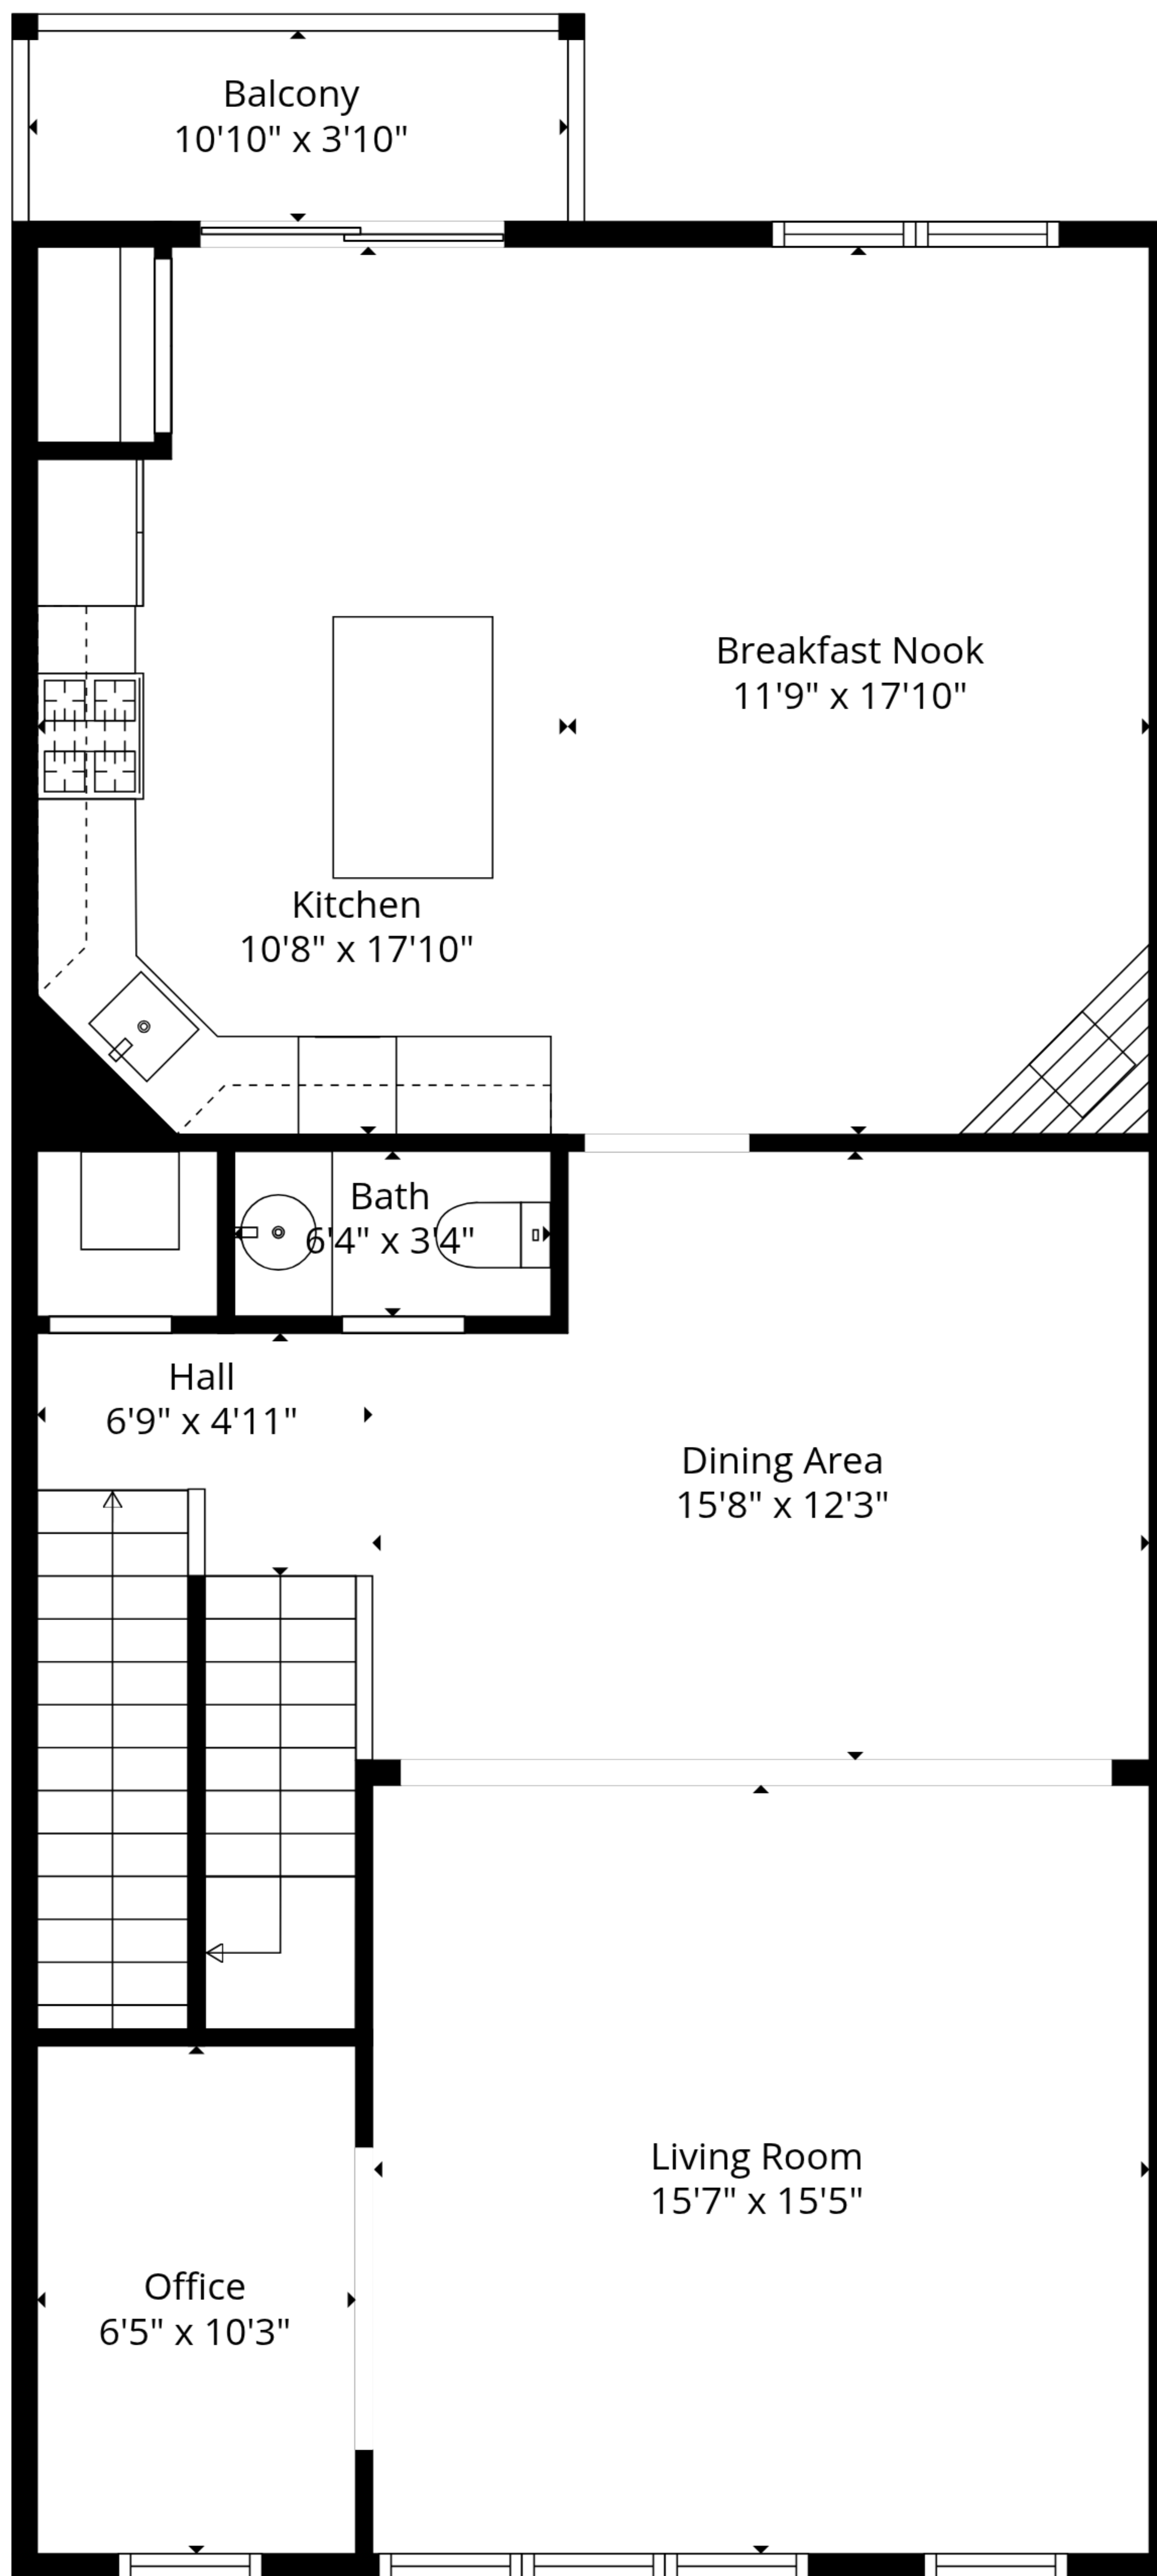 Balcony
10'10" x 3'10"
Breakfast Nook
11'9" x 17'10"
Kitchen
10'8" x 17'10"
Bath
6'4" x 3'4"
Hall
6'9" x 4'11"
Dining Area
15'8" x 12'3"
Living Room
15'7" x 15'5"
Office
6'5" x 10'3"